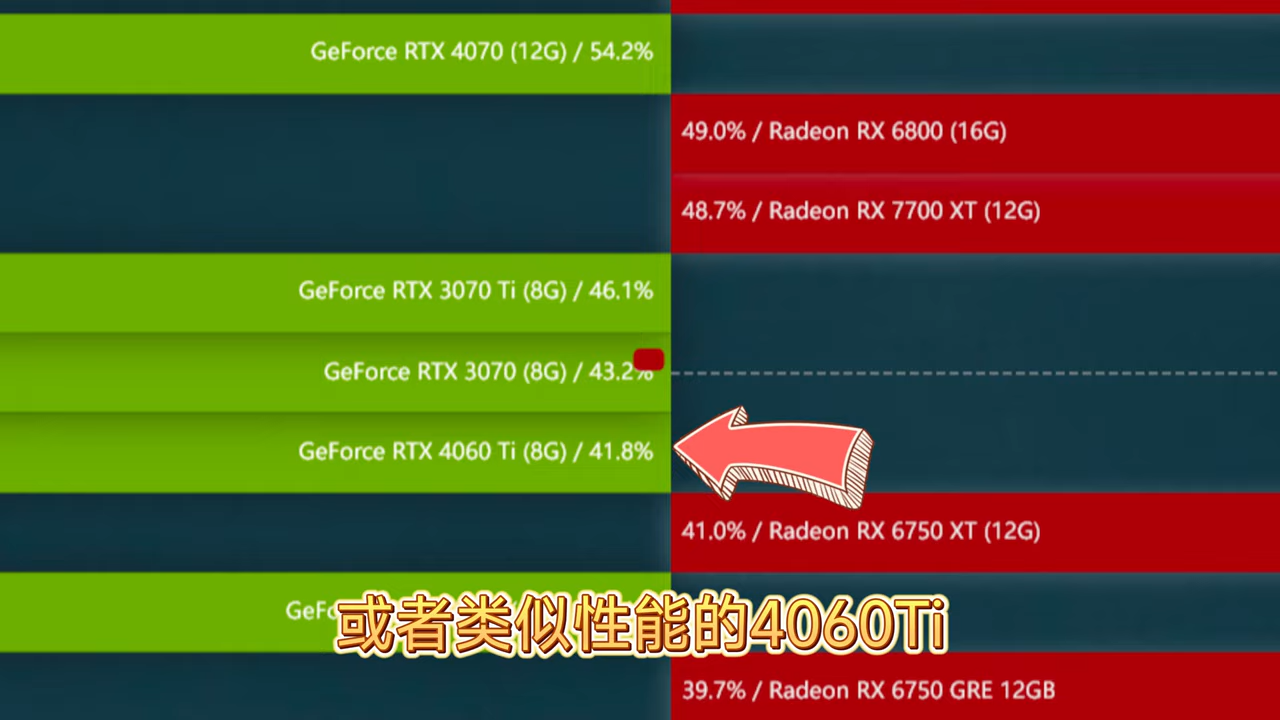 GeForce RTX 4070 (12G) / 54.2%
49.0% / Radeon RX 6800 (16G)
48.7% / Radeon RX 7700 XT (12G)
GeForce RTX 3070 Ti (8G) / 46.1%
GeForce RTX 3070 (8G) / 43.2%
GeForce RTX 4060 Ti (8G) / 41.8%
41.0% / Radeon RX 6750 XT (12G)
或者类似性能的4060Ti
39.7% / Radeon RX 6750 GRE 12GB